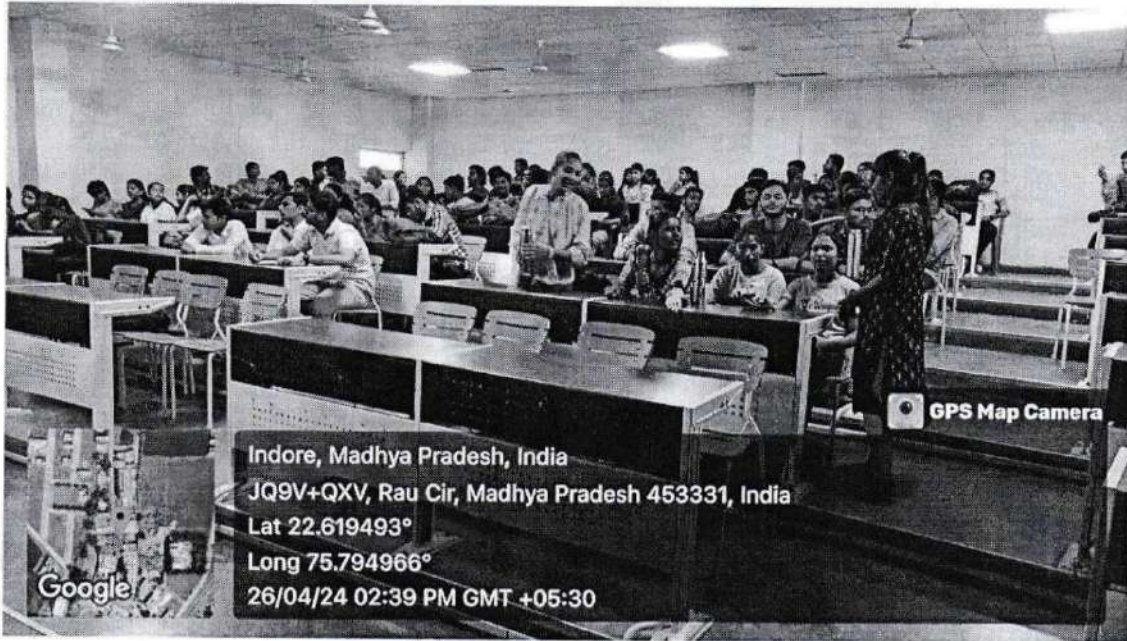 GPS Map Camera
Indore, Madhya Pradesh, India
JQ9V+QXV, Rau Cir, Madhya Pradesh 453331, India
Lat 22.619493°
Long 75.794966°
26/04/24 02:39 PM GMT +05:30
Google